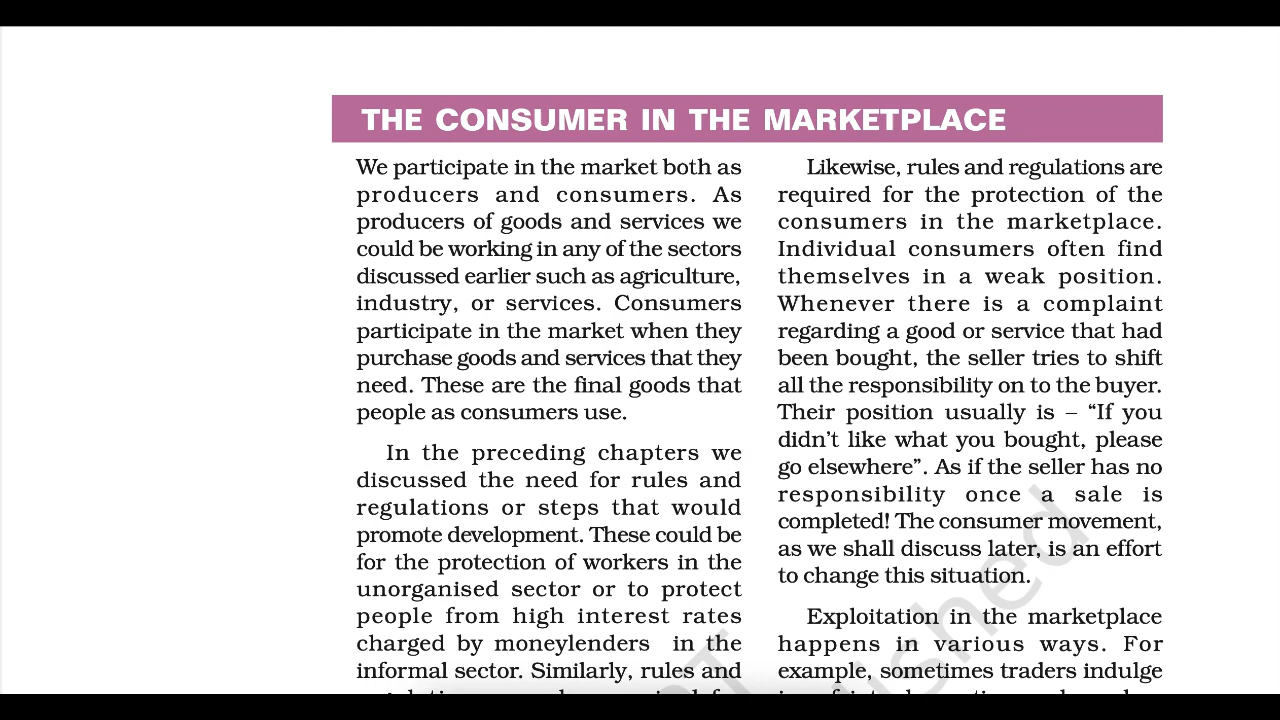 THE CONSUMER IN THE MARKETPLACE
We participate in the market both as
producers and consumers. As
producers of goods and services we
could be working in any of the sectors
discussed earlier such as agriculture,
industry, or services. Consumers
participate in the market when they
purchase goods and services that they
need. These are the final goods that
people as consumers use.
In the preceding chapters we
discussed the need for rules and
regulations or steps that would
promote development. These could be
for the protection of workers in the
unorganised sector or to protect
people from high interest rates
charged by moneylenders in the
informal sector. Similarly, rules and
Likewise, rules and regulations are
required for the protection of the
consumers in the marketplace.
Individual consumers often find
themselves in a weak position.
Whenever there is a complaint
regarding a good or service that had
been bought, the seller tries to shift
all the responsibility on to the buyer.
Their position usually is – “If you
didn’t like what you bought, please
go elsewhere”. As if the seller has no
responsibility once a sale is
completed! The consumer movement,
as we shall discuss later, is an effort
to change this situation.
Exploitation in the marketplace
happens in various ways. For
example, sometimes traders indulge